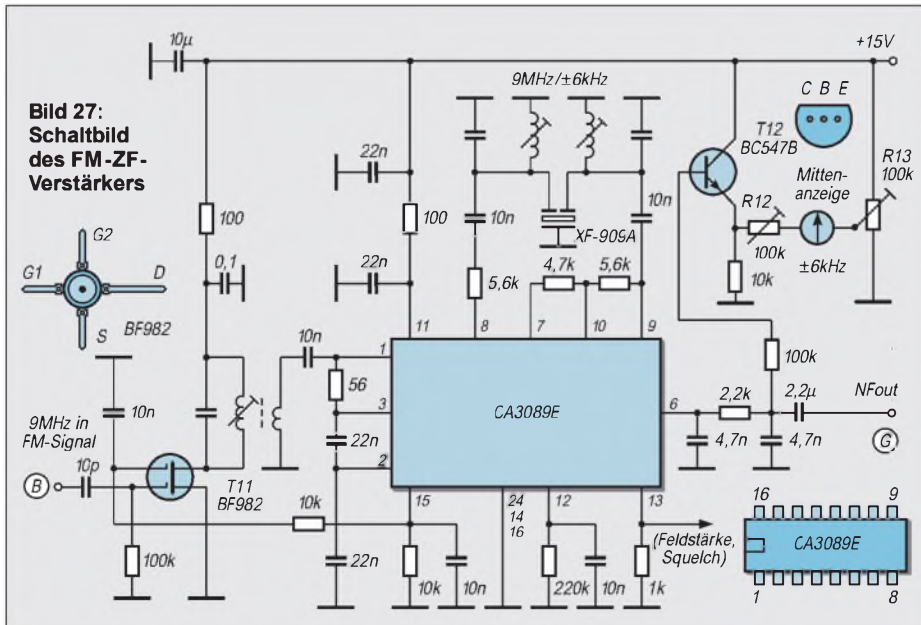 10µ
+15V
Bild 27:
Schaltbild
des FM-ZF-
Verstärkers
9MHz/±6kHz
C B E
T12
BC547B
R13
100k
22n
Mitten-
anzeige
R12
100
100
10n
10n
XF-909A
100k
±6kHz
G2
G1
D
S
BF982
0,1
22n
5,6k
4,7k
5,6k
10k
11
8
7
10
9
10n
1
56
3
22n
2
CA3089E
6
100k
2,2k
2,2µ
NFout
G
4,7n
4,7n
10n
9MHz in
FM-Signal
B
10p
T11
BF982
100k
10k
15
24
14
16
12
13
22n
10k
10n
220k
10n
1k
(Feldstärke,
Squelch)
16
9
CA3089E
1
8